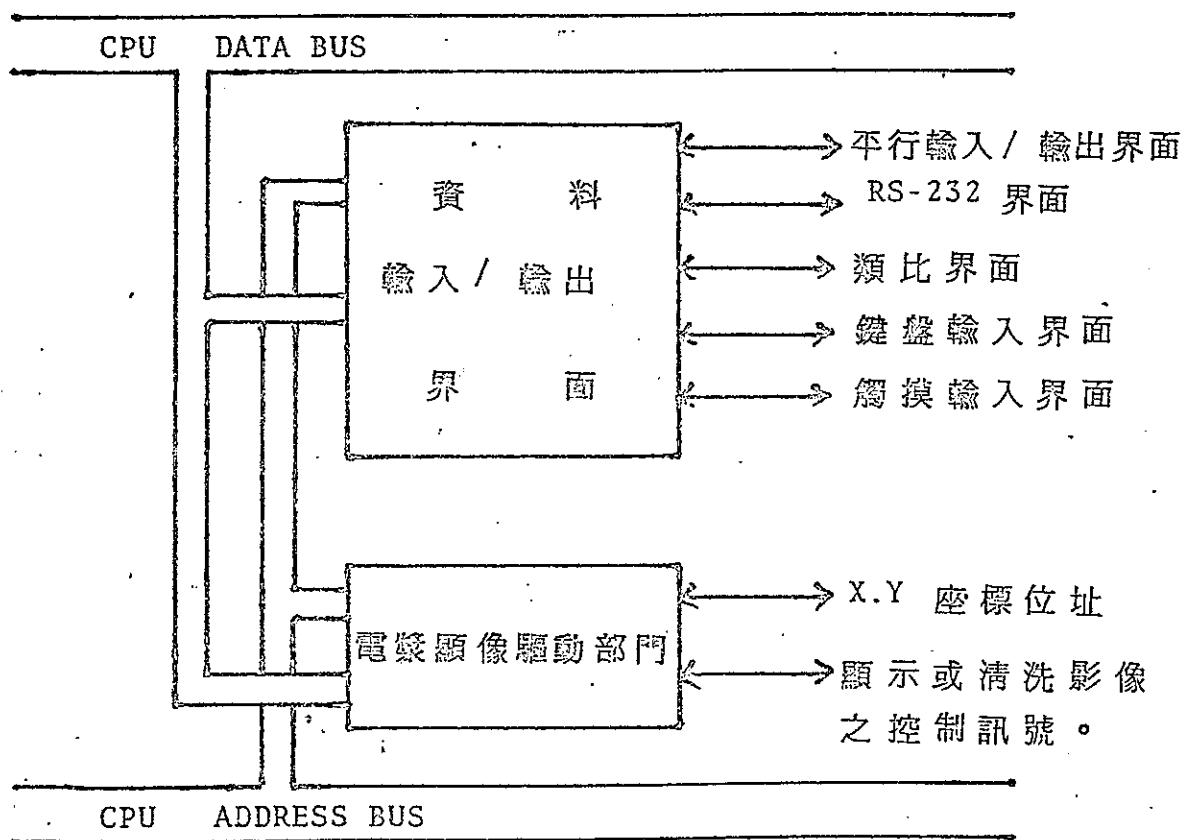 CPU DATA BUS
資 料
輸入 / 輸出
界 面
平行輸入 / 輸出界面
RS-232 界面
類比界面
鍵盤輸入界面
觸摸輸入界面
電漿顯像驅動部門
X.Y 座標位址
顯示或清洗影像
之控制訊號。
CPU ADDRESS BUS